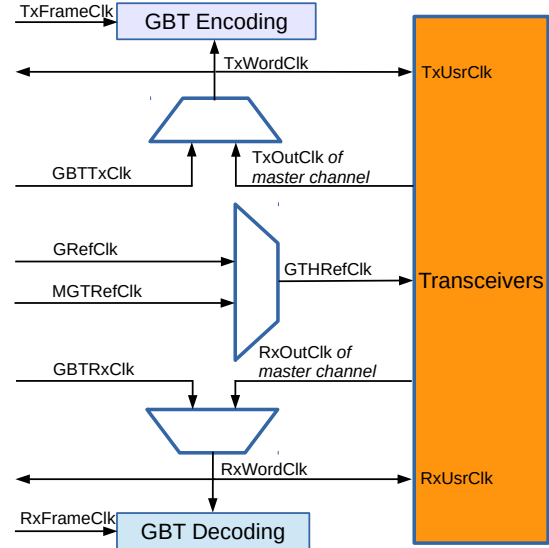 TxFrameClk
GBT Encoding
TxWordClk
TxUsrClk
GBTTxClk
TxOutClk of
master channel
GRefClk
GTHRefClk
MGTRefClk
Transceivers
GBTRxClk
RxOutClk of
master channel
RxWordClk
RxUsrClk
RxFrameClk
GBT Decoding